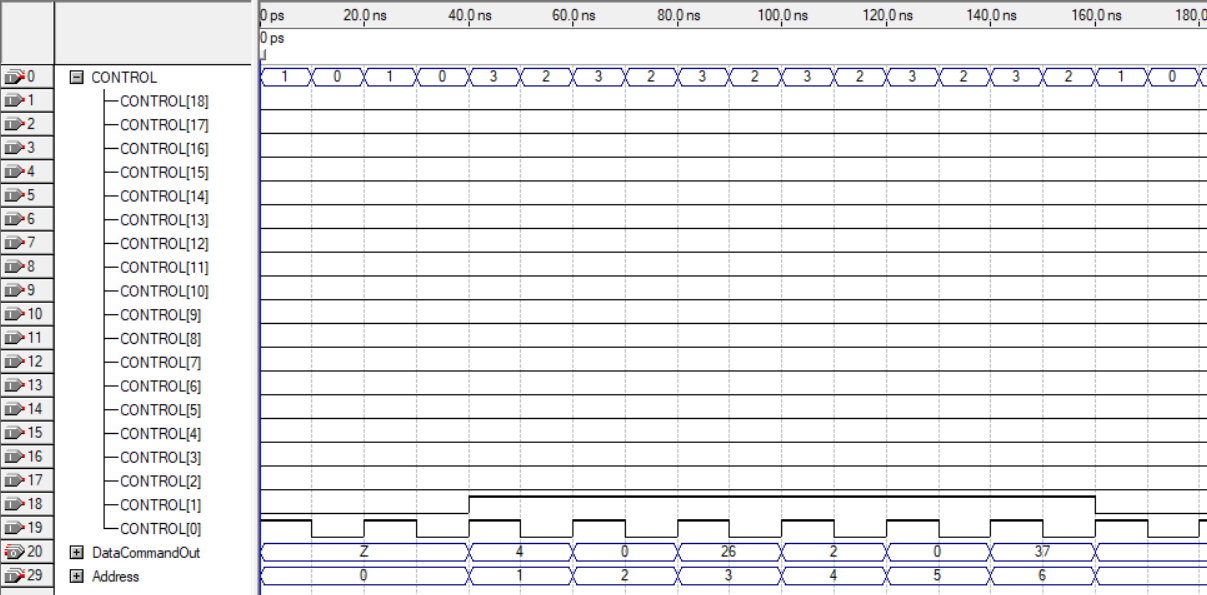 0 ps 20.0 ns 40.0 ns 60.0 ns 80.0 ns 100.0 ns 120.0 ns 140.0 ns 160.0 ns 180.0
0 ps
0 CONTROL 1 0 1 0 3 2 3 2 3 2 3 2 3 2 3 2 1 0
1 CONTROL[18]
2 CONTROL[17]
3 CONTROL[16]
4 CONTROL[15]
5 CONTROL[14]
6 CONTROL[13]
7 CONTROL[12]
8 CONTROL[11]
9 CONTROL[10]
10 CONTROL[9]
11 CONTROL[8]
12 CONTROL[7]
13 CONTROL[6]
14 CONTROL[5]
15 CONTROL[4]
16 CONTROL[3]
17 CONTROL[2]
18 CONTROL[1]
19 CONTROL[0]
20 DataCommandOut Z 4 0 26 2 0 37
29 Address 0 1 2 3 4 5 6